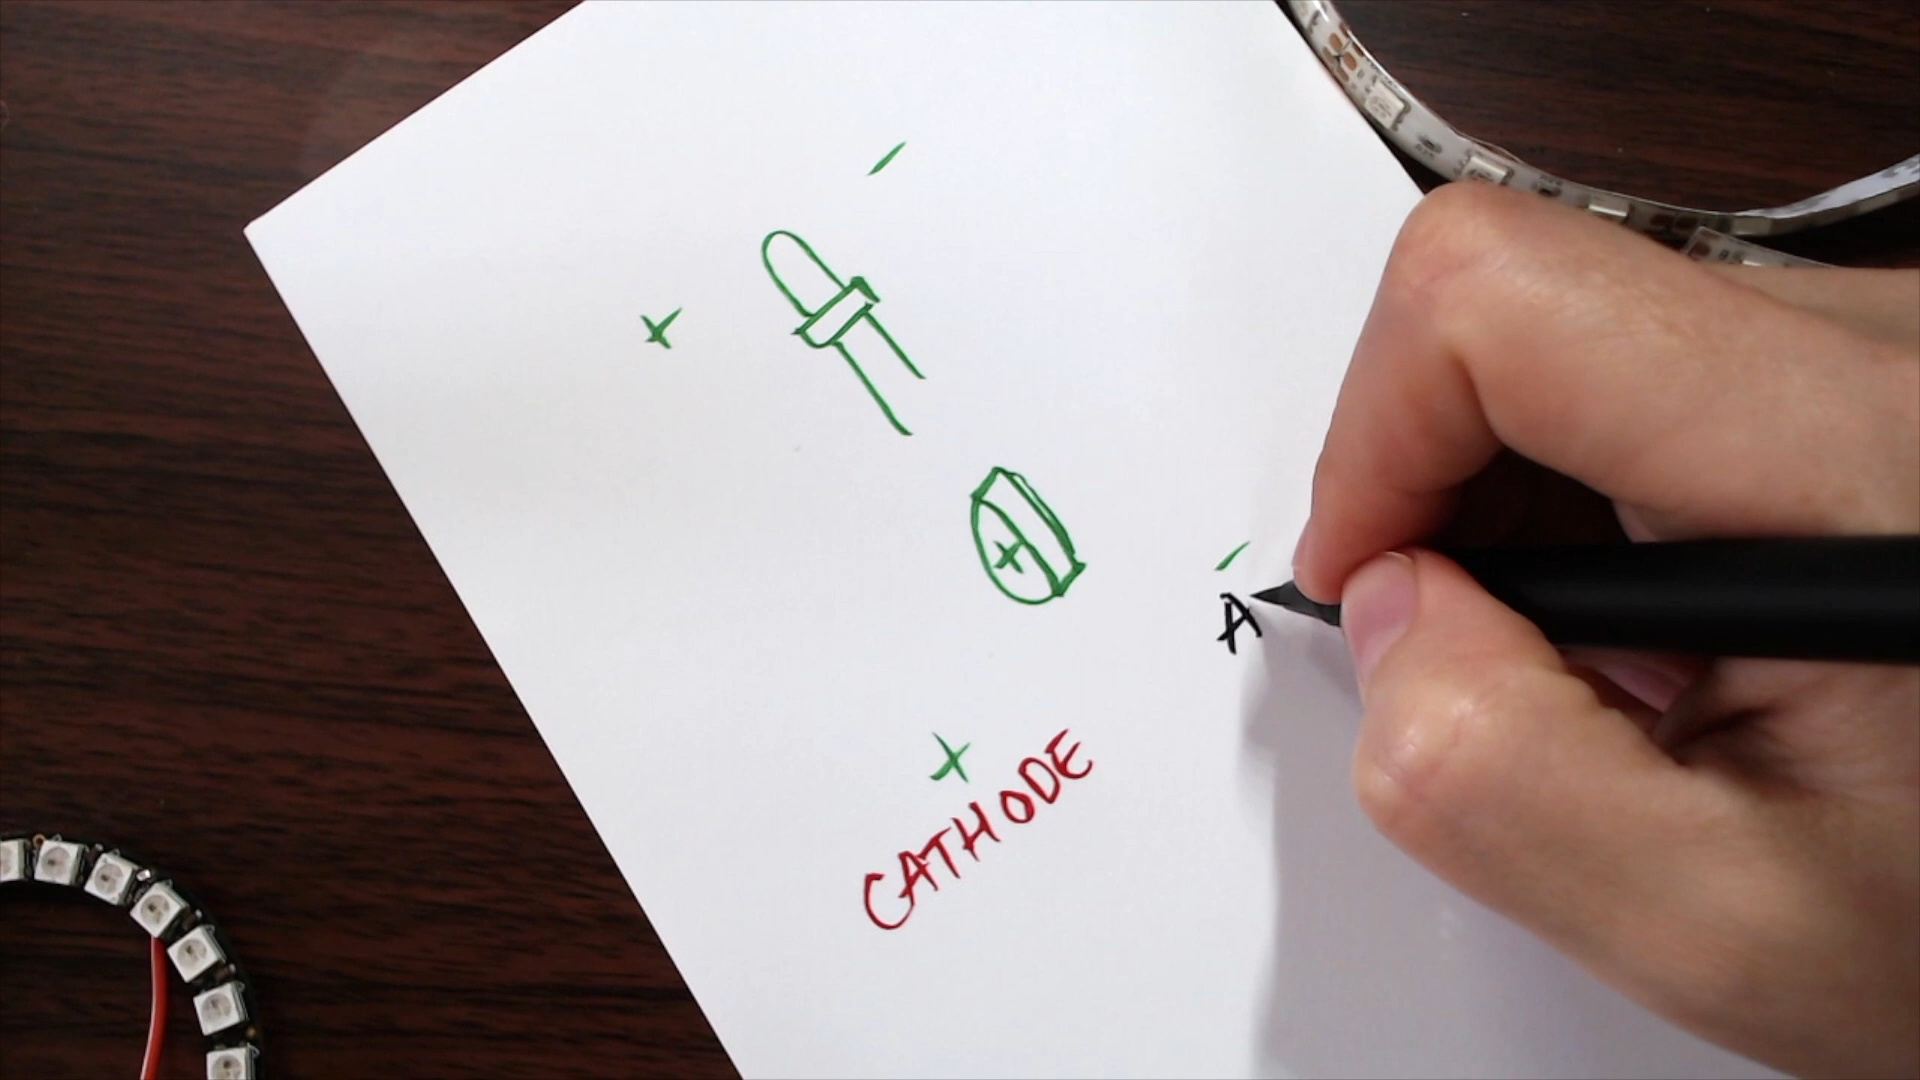 -
+
+
-
A
+
CATHODE